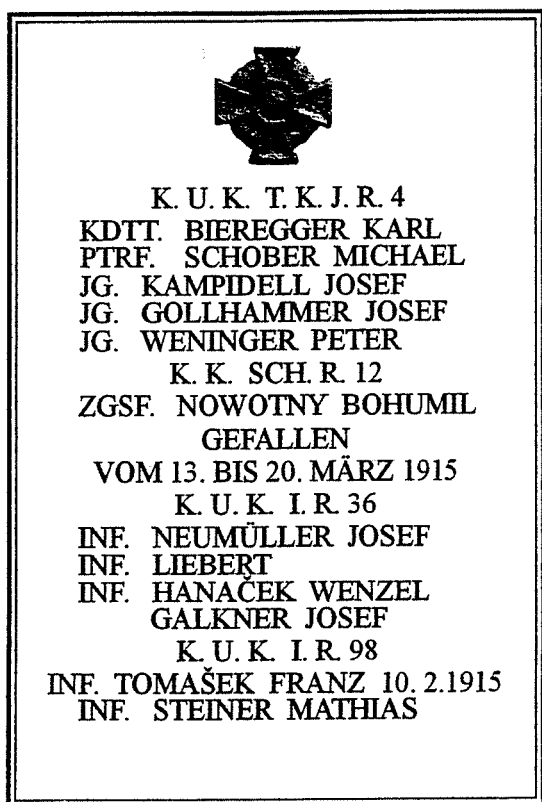 K. U. K. T. K. J. R. 4
KDTT. BIEREGGER KARL
PTRF. SCHOBER MICHAEL
JG. KAMPIDELL JOSEF
JG. GOLLHAMMER JOSEF
JG. WENINGER PETER
K. K. SCH. R. 12
ZGSF. NOWOTNY BOHUMIL
GEFALLEN
VOM 13. BIS 20. MÄRZ 1915
K. U. K. I. R. 36
INF. NEUMÜLLER JOSEF
INF. LIEBERT
INF. HANAČEK WENZEL
GALKNER JOSEF
K. U. K. I. R. 98
INF. TOMAŠEK FRANZ 10. 2.1915
INF. STEINER MATHIAS